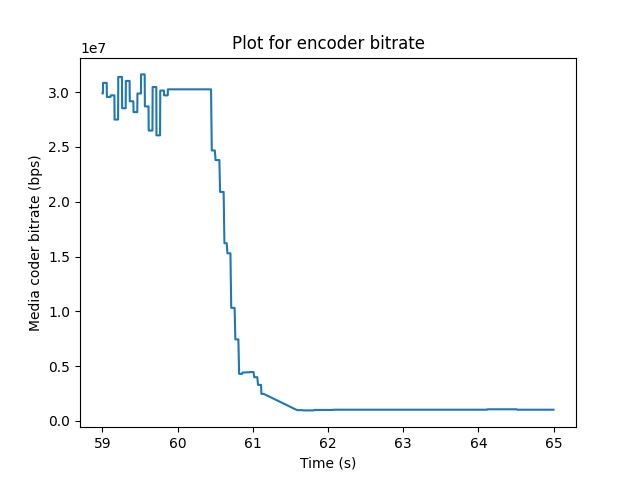 Plot for encoder bitrate
1e7
3.0
2.5
2.0
1.5
1.0
0.5
0.0
Media coder bitrate (bps)
59 60 61 62 63 64 65
Time (s)